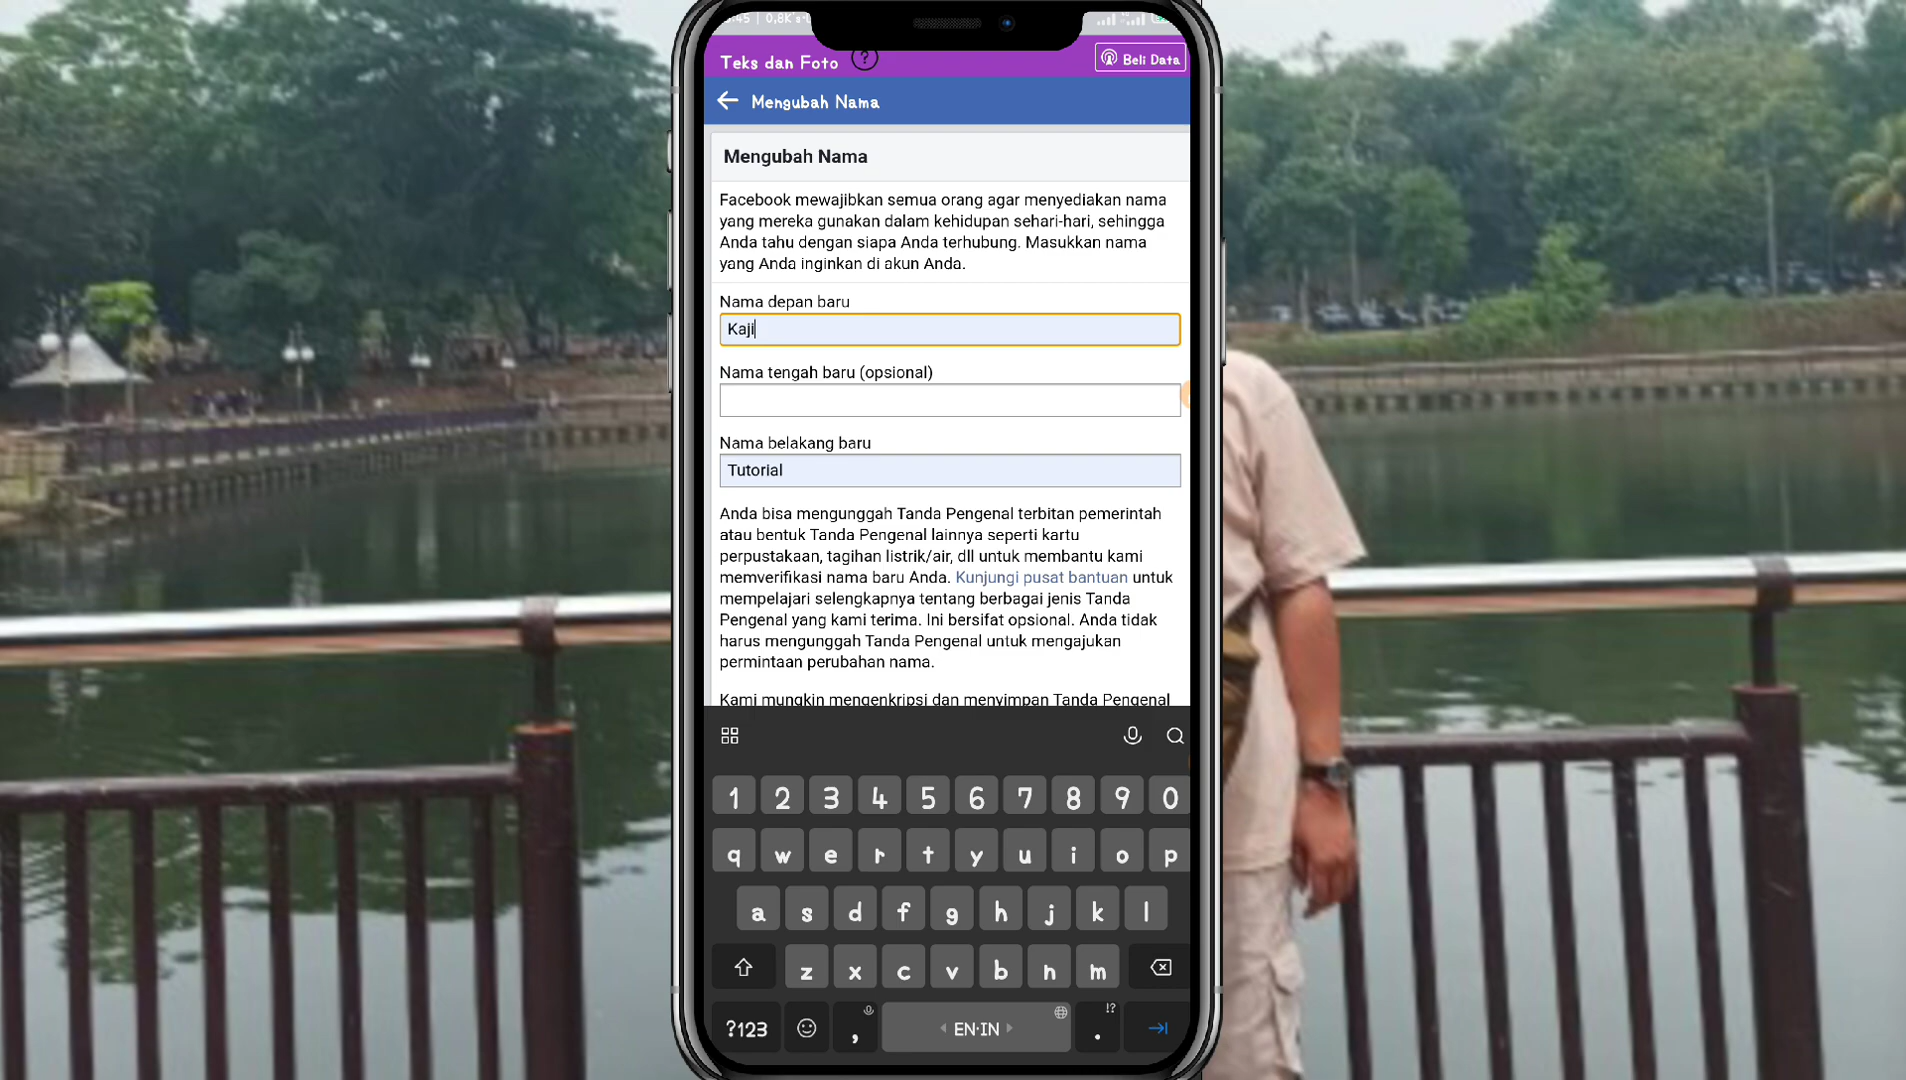 Teks dan Foto ? Beli Data
Mengubah Nama
Mengubah Nama
Facebook mewajibkan semua orang agar menyediakan nama
yang mereka gunakan dalam kehidupan sehari-hari, sehingga
Anda tahu dengan siapa Anda terhubung. Masukkan nama
yang Anda inginkan di akun Anda.
Nama depan baru
Kaji
Nama tengah baru (opsional)
Nama belakang baru
Tutorial
Anda bisa mengunggah Tanda Pengenal terbitan pemerintah
atau bentuk Tanda Pengenal lainnya seperti kartu
perpustakaan, tagihan listrik/air, dll untuk membantu kami
memverifikasi nama baru Anda. Kunjungi pusat bantuan untuk
mempelajari selengkapnya tentang berbagai jenis Tanda
Pengenal yang kami terima. Ini bersifat opsional. Anda tidak
harus mengunggah Tanda Pengenal untuk mengajukan
permintaan perubahan nama.
Kami mungkin mengenkripsi dan menyimpan Tanda Pengenal
1 2 3 4 5 6 7 8 9 0
q w e r t y u i o p
a s d f g h j k l
z x c v b n m
?123 , EN·IN . !?